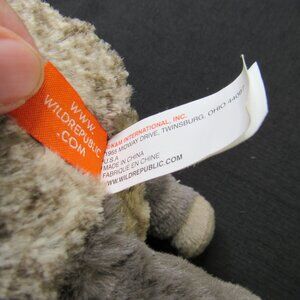 WWW.
WILDREPUBLIC
.COM
KAM INTERNATIONAL, INC.
1955 MIDWAY DRIVE, TWINSBURG, OHIO
U.S.A
MADE IN CHINA
FABRIQUÉ EN CHINE
WWW.WILDREPUBLIC.COM